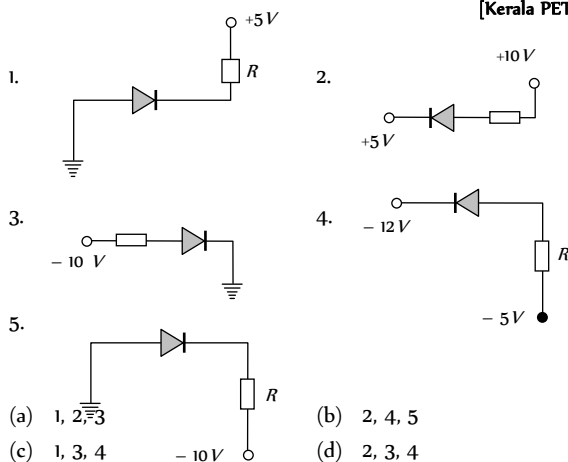 [Kerala PET
+5V
1.
R
2.
+10V
+5V
3.
– 10 V
4.
– 12V
R
– 5V
5.
R
– 10V
(a) 1, 2, 3
(b) 2, 4, 5
(c) 1, 3, 4
(d) 2, 3, 4